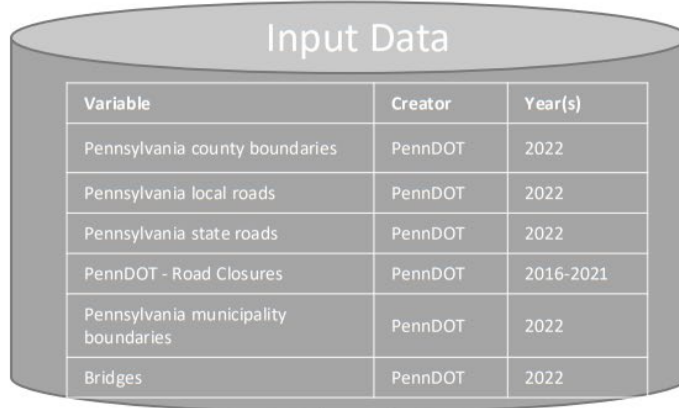 Input Data
Variable Creator Year(s)
Pennsylvania county boundaries PennDOT 2022
Pennsylvania local roads PennDOT 2022
Pennsylvania state roads PennDOT 2022
PennDOT - Road Closures PennDOT 2016-2021
Pennsylvania municipality
boundaries PennDOT 2022
Bridges PennDOT 2022